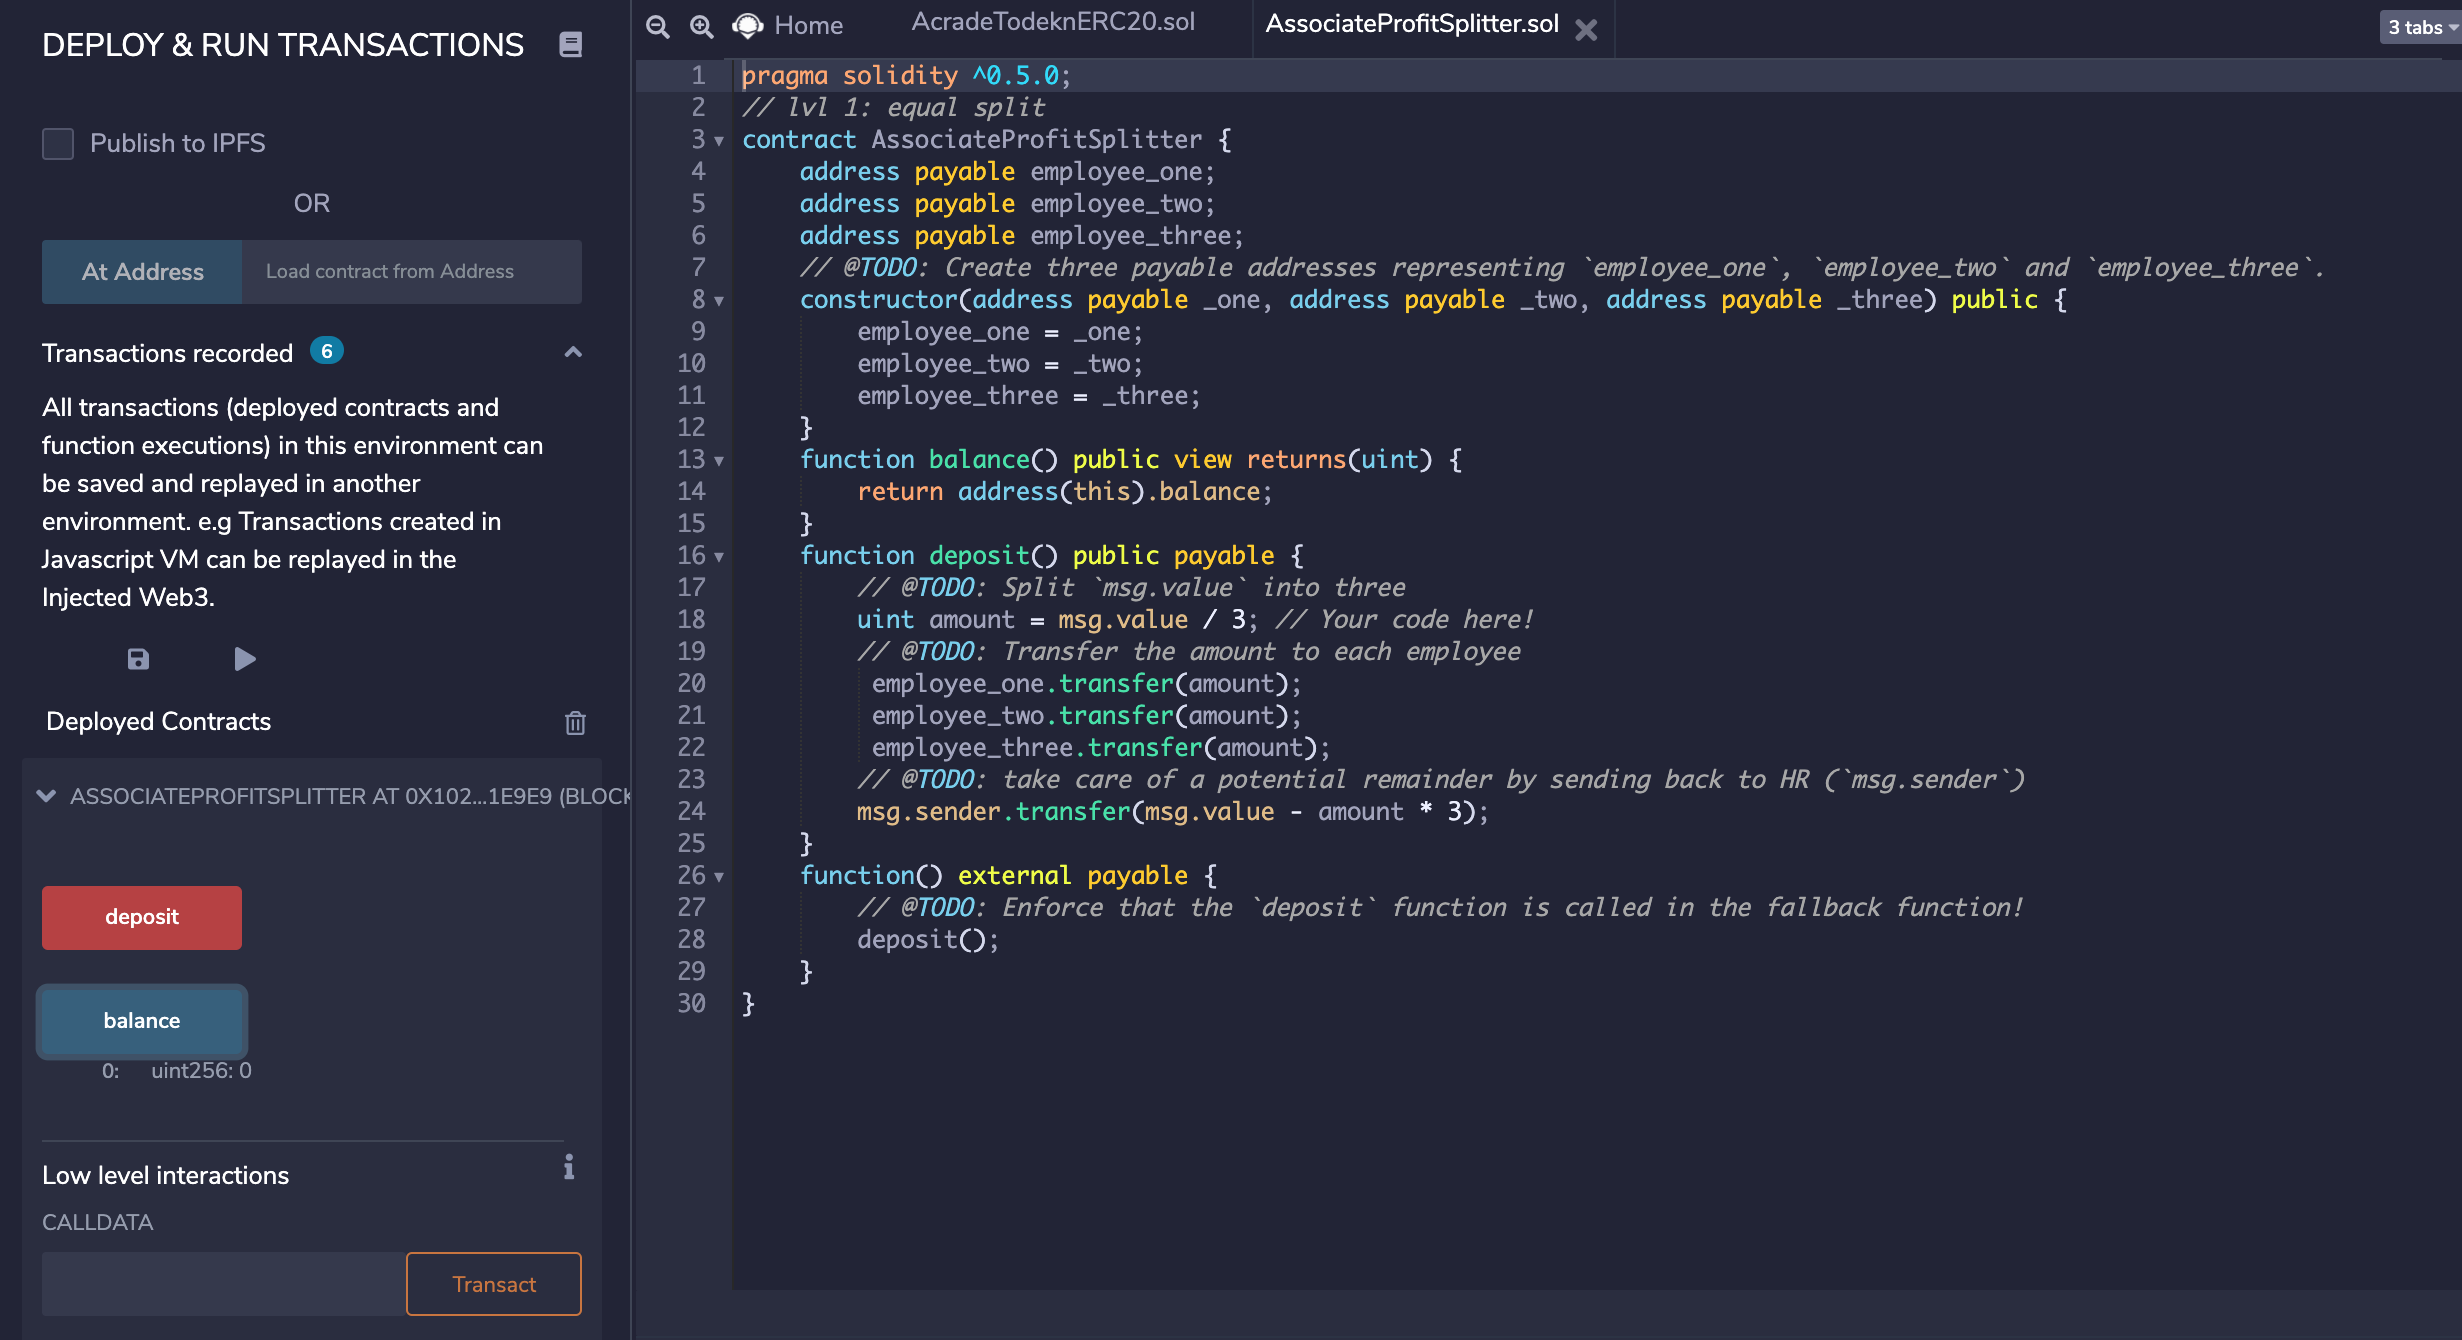 DEPLOY & RUN TRANSACTIONS
Publish to IPFS
OR
At Address Load contract from Address
Transactions recorded 6
All transactions (deployed contracts and
function executions) in this environment can
be saved and replayed in another
environment. e.g Transactions created in
Javascript VM can be replayed in the
Injected Web3.
Deployed Contracts
ASSOCIATEPROFITSPLITTER AT 0X102...1E9E9 (BLOCK
deposit
balance
0: uint256: 0
Low level interactions
CALLDATA
Transact
Home AcradeTodeknERC20.sol AssociateProfitSplitter.sol 3 tabs
1 pragma solidity ^0.5.0;
2 // lvl 1: equal split
3 contract AssociateProfitSplitter {
4 address payable employee_one;
5 address payable employee_two;
6 address payable employee_three;
7 // @TODO: Create three payable addresses representing `employee_one`, `employee_two` and `employee_three`.
8 constructor(address payable _one, address payable _two, address payable _three) public {
9 employee_one = _one;
10 employee_two = _two;
11 employee_three = _three;
12 }
13 function balance() public view returns(uint) {
14 return address(this).balance;
15 }
16 function deposit() public payable {
17 // @TODO: Split `msg.value` into three
18 uint amount = msg.value / 3; // Your code here!
19 // @TODO: Transfer the amount to each employee
20 employee_one.transfer(amount);
21 employee_two.transfer(amount);
22 employee_three.transfer(amount);
23 // @TODO: take care of a potential remainder by sending back to HR (`msg.sender`)
24 msg.sender.transfer(msg.value - amount * 3);
25 }
26 function() external payable {
27 // @TODO: Enforce that the `deposit` function is called in the fallback function!
28 deposit();
29 }
30 }